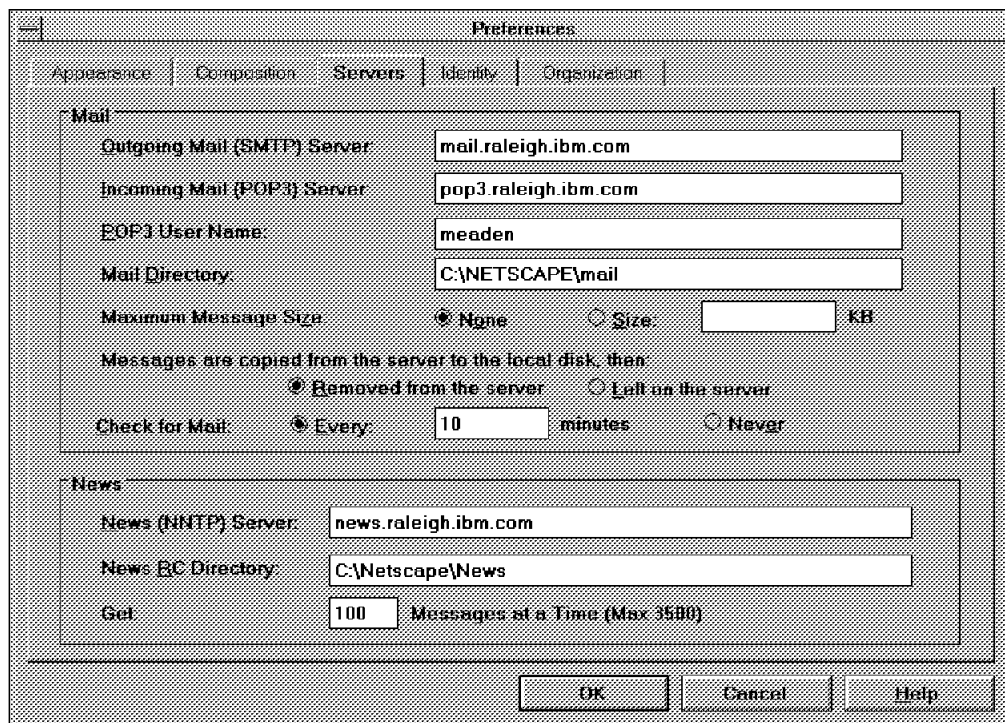 Preferences
Appearance Composition Servers Identity Organization
Mail
Outgoing Mail (SMTP) Server: mail.raleigh.ibm.com
Incoming Mail (POP3) Server: pop3.raleigh.ibm.com
POP3 User Name: meaden
Mail Directory: C:\NETSCAPE\mail
Maximum Message Size: None Size: KB
Messages are copied from the server to the local disk, then:
Removed from the server Left on the server
Check for Mail: Every: 10 minutes Never
News
News (NNTP) Server: news.raleigh.ibm.com
News RC Directory: C:\Netscape\News
Get: 100 Messages at a Time (Max 3500)
OK Cancel Help